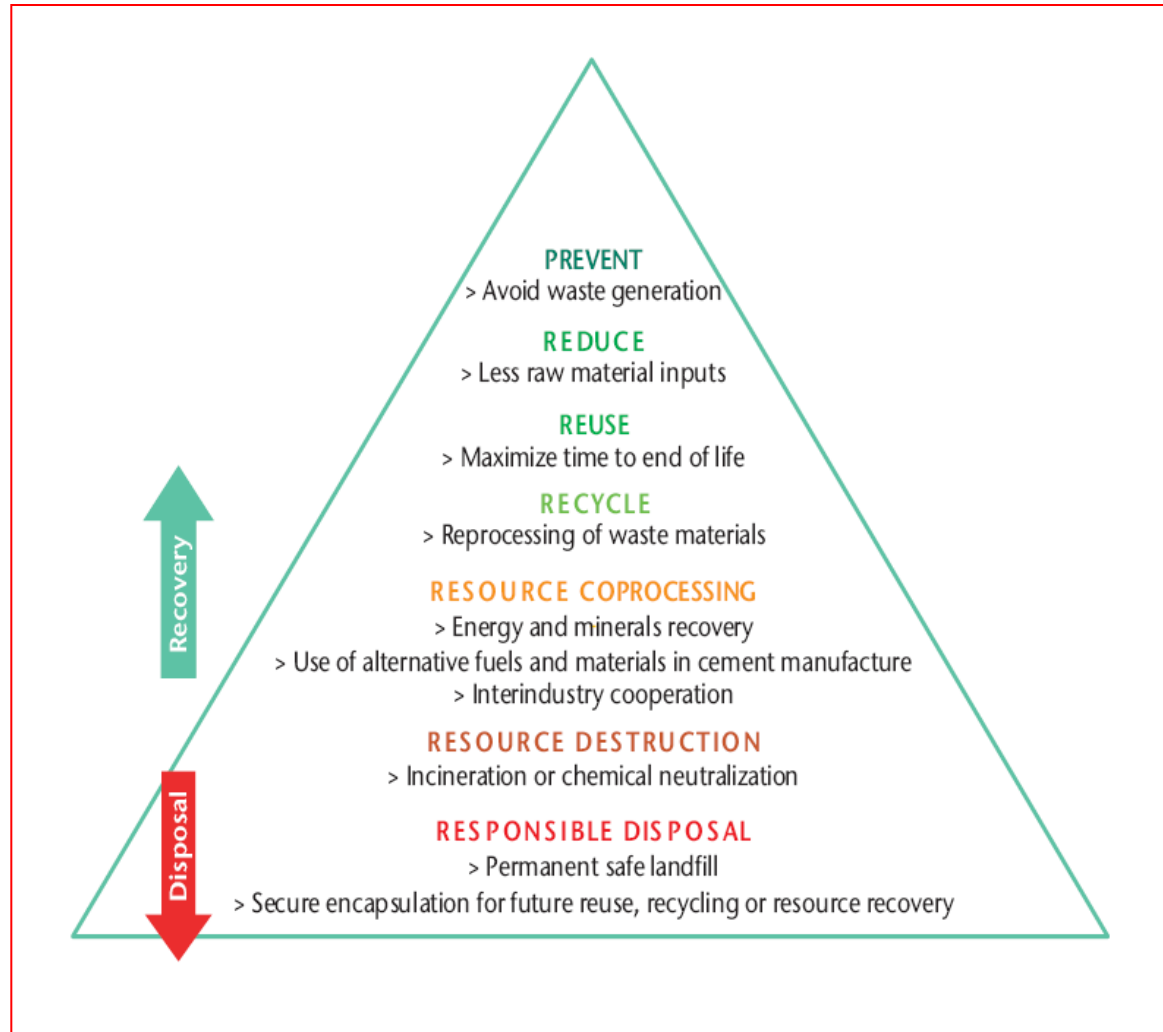 PREVENT
> Avoid waste generation
REDUCE
> Less raw material inputs
REUSE
> Maximize time to end of life
RECYCLE
> Reprocessing of waste materials
RESOURCE COPROCESSING
> Energy and minerals recovery
> Use of alternative fuels and materials in cement manufacture
> Interindustry cooperation
RESOURCE DESTRUCTION
> Incineration or chemical neutralization
RESPONSIBLE DISPOSAL
> Permanent safe landfill
> Secure encapsulation for future reuse, recycling or resource recovery
Recovery
Disposal